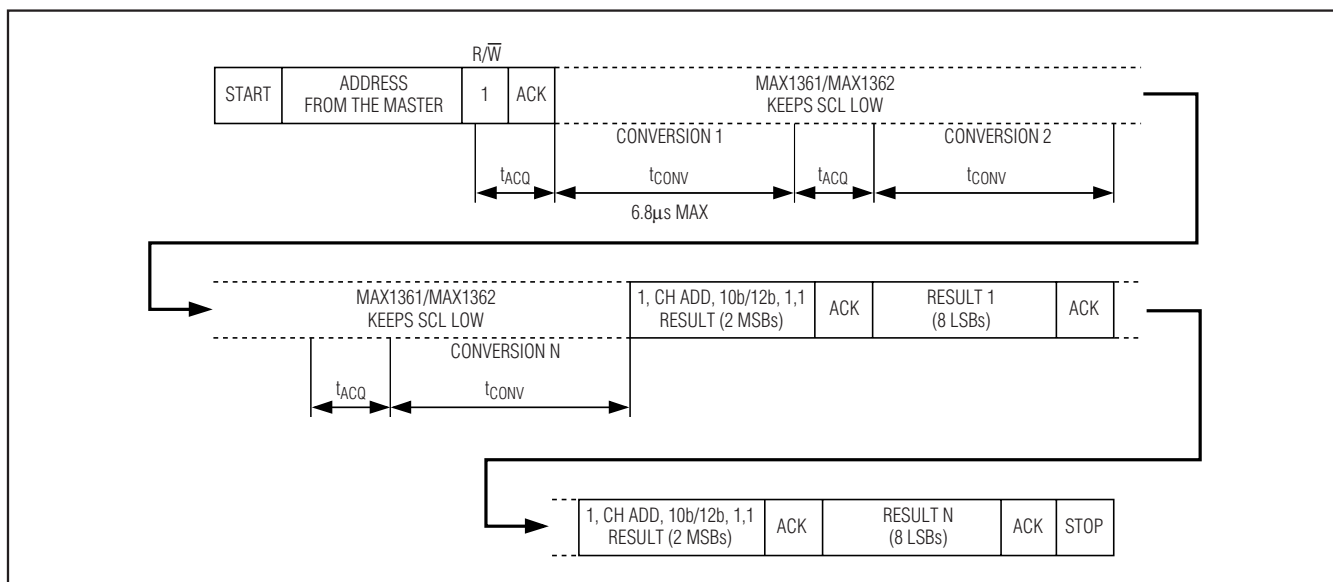 R/W̅
START
ADDRESS
FROM THE MASTER
1
ACK
MAX1361/MAX1362
KEEPS SCL LOW
CONVERSION 1
CONVERSION 2
tACQ
tCONV
tACQ
tCONV
6.8µs MAX
MAX1361/MAX1362
KEEPS SCL LOW
1, CH ADD, 10b/12b, 1,1
RESULT (2 MSBs)
ACK
RESULT 1
(8 LSBs)
ACK
CONVERSION N
tACQ
tCONV
1, CH ADD, 10b/12b, 1,1
RESULT (2 MSBs)
ACK
RESULT N
(8 LSBs)
ACK
STOP